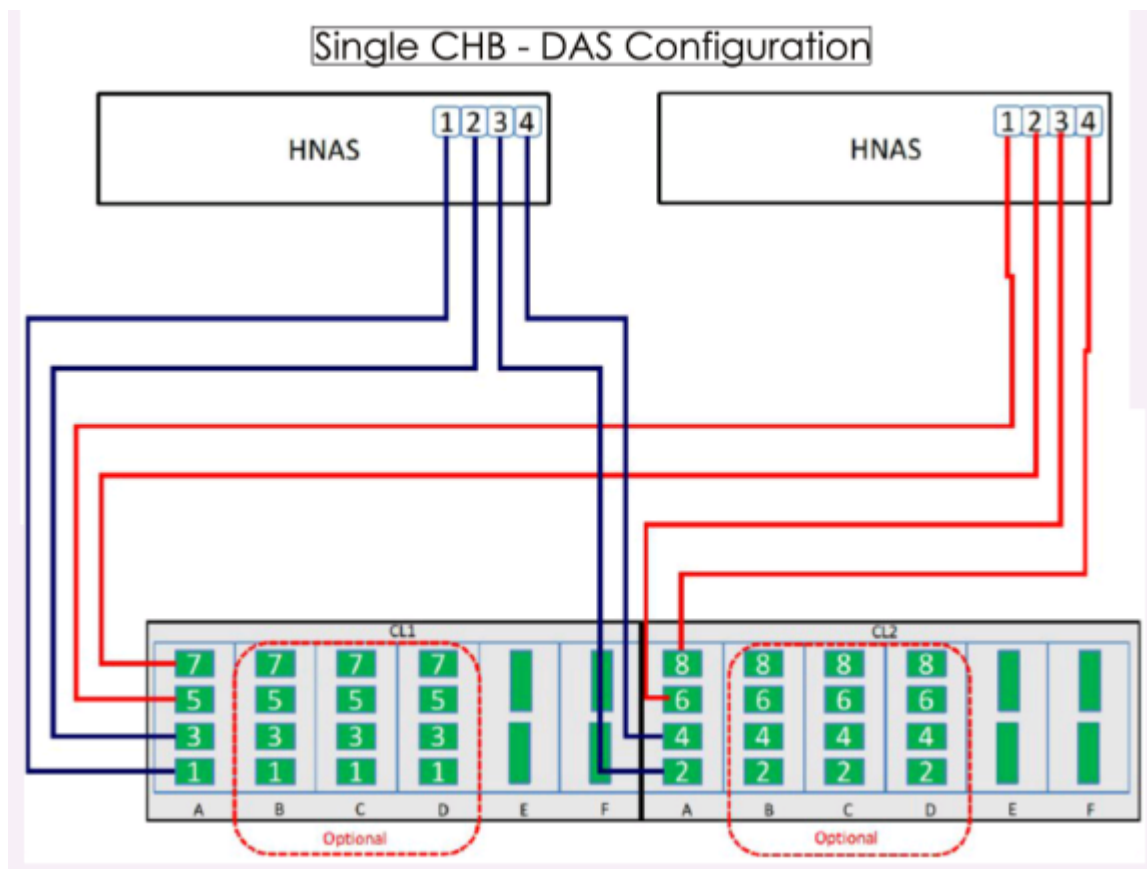 Single CHB - DAS Configuration
1 2 3 4
HNAS
1 2 3 4
HNAS
CL1
CL2
7 7 7 7
8 8 8 8
5 5 5 5
6 6 6 6
3 3 3 3
4 4 4 4
1 1 1 1
2 2 2 2
A B C D E F
A B C D E F
Optional
Optional